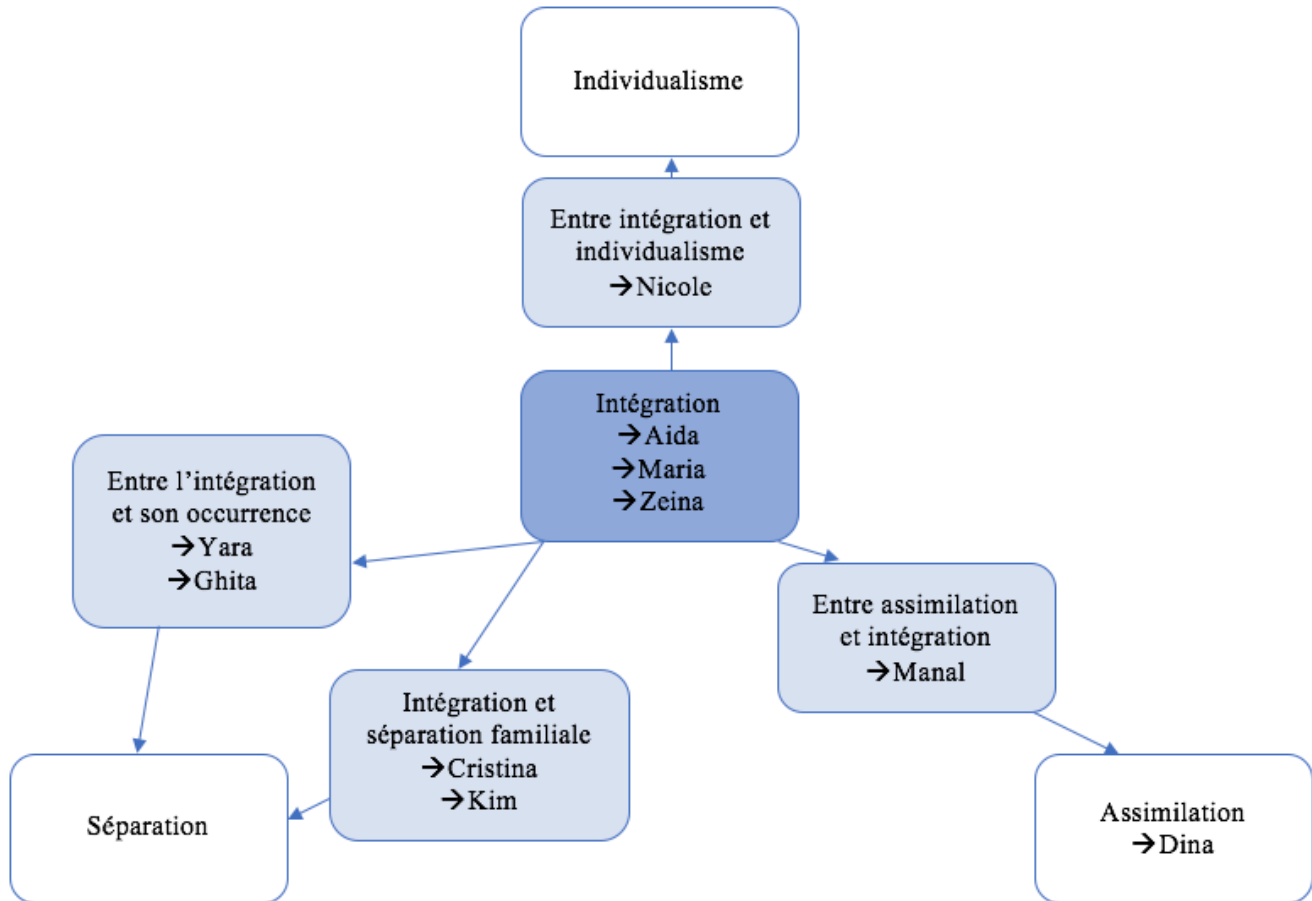 Individualisme
Entre intégration et
individualisme
→Nicole
Intégration
→Aida
→Maria
→Zeina
Entre l’intégration
et son occurrence
→Yara
→Ghita
Entre assimilation
et intégration
→Manal
Intégration et
séparation familiale
→Cristina
→Kim
Séparation
Assimilation
→Dina